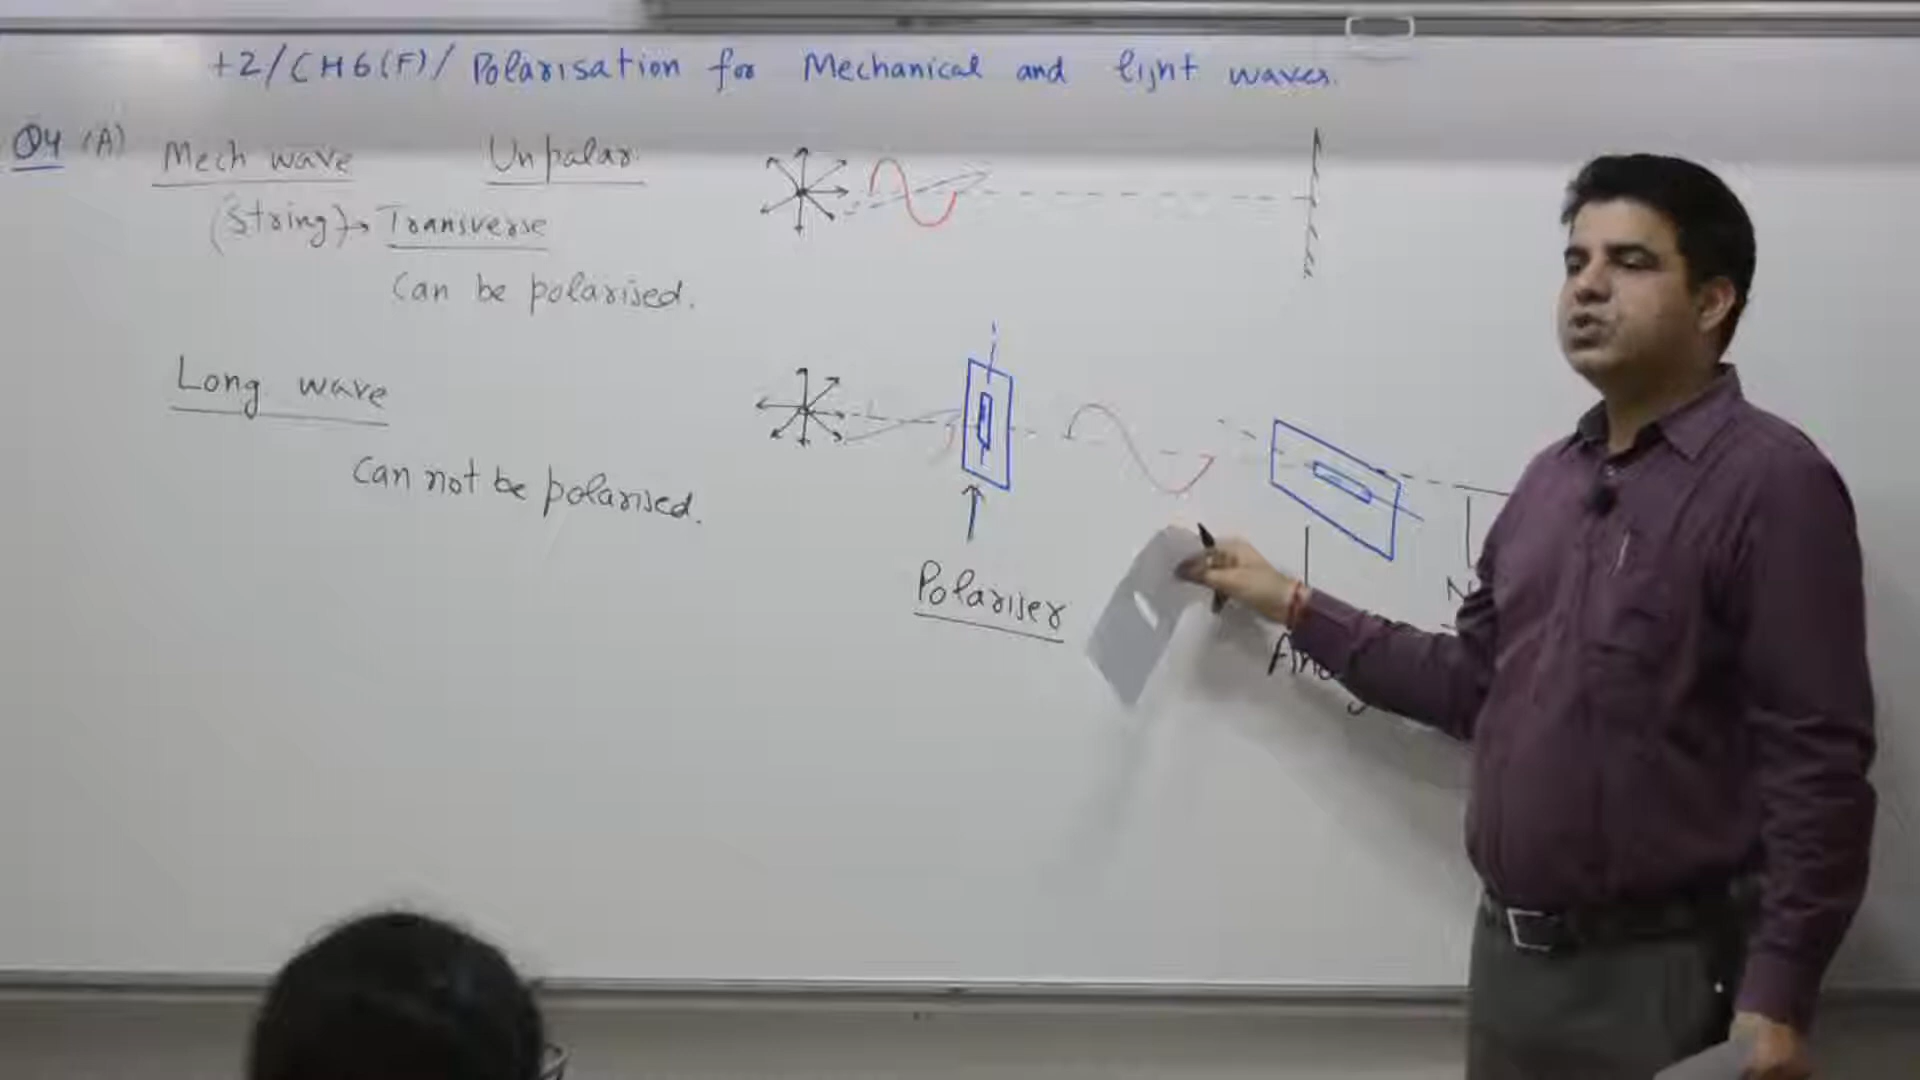 +2/CH6(F)/ Polarisation for Mechanical and light waves.
Q4 (A) Mech wave Unpolar.
(String)→ Transverse
Can be polarised.
Long wave
Can not be polarised.
Polariser